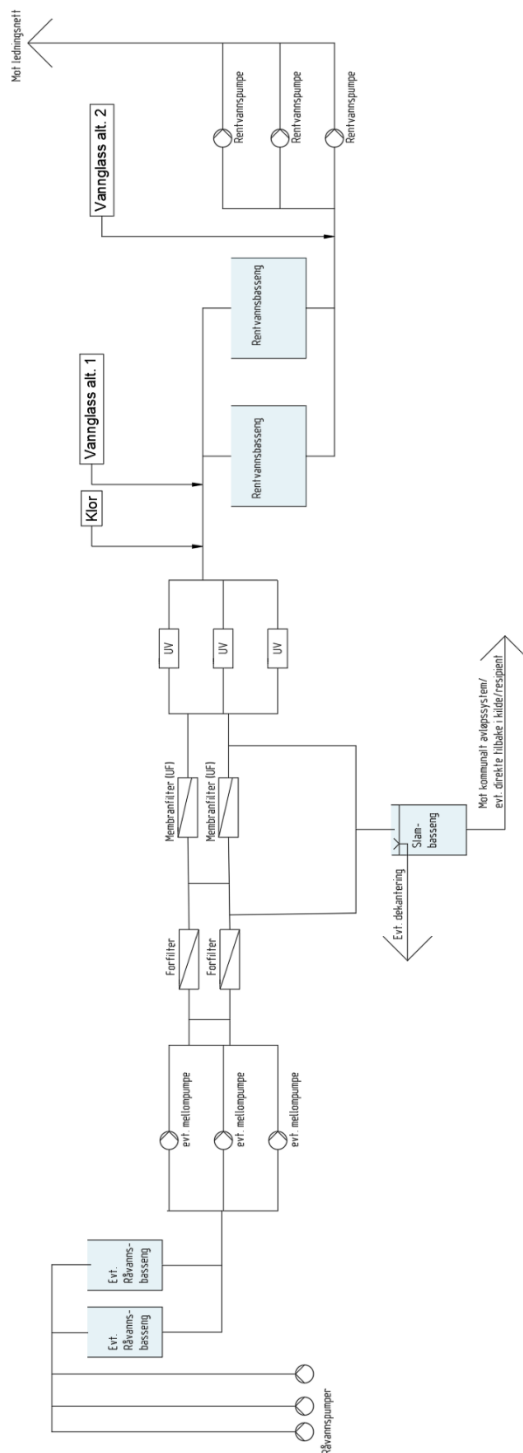 Råvannspumper
Evt.
Råvanns-
basseng
Evt.
Råvanns-
basseng
evt. mellompumpe
evt. mellompumpe
evt. mellompumpe
Forfilter
Forfilter
Membranfilter (UF)
Membranfilter (UF)
Evt. dekantering
Slam-
basseng
Mot kommunalt avløpssystem/
evt. direkte tilbake i kilde/resipient
UV
UV
UV
Klor
Vannglass alt. 1
Rentvannsbasseng
Rentvannsbasseng
Vannglass alt. 2
Rentvannspumpe
Rentvannspumpe
Rentvannspumpe
Mot ledningsnett